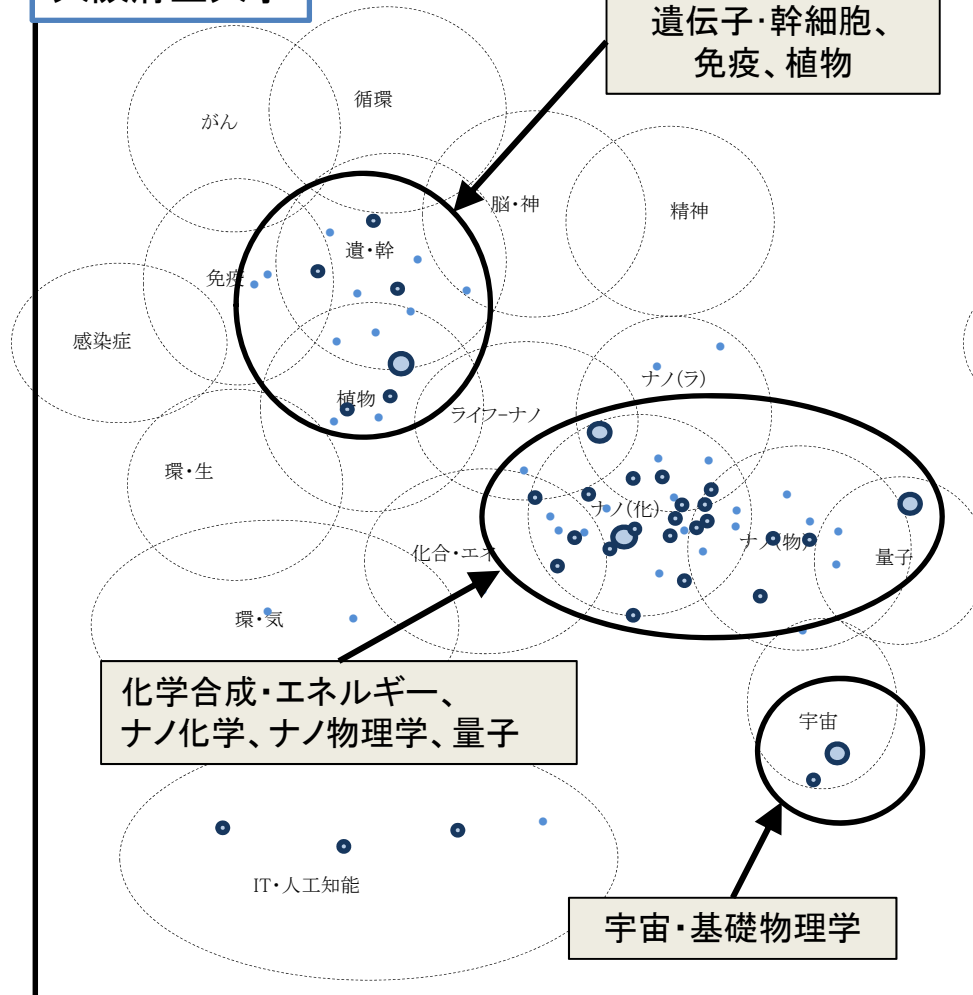 遺伝子・幹細胞、
免疫、植物
循環
がん
脳・神
精神
遺・幹
免疫
感染症
ナノ(ラ)
植物
ライフ-ナノ
環・生
ナノ(化)
ナノ(物)
化合・エネ
量子
環・気
化学合成・エネルギー、
ナノ化学、ナノ物理学、量子
宇宙
IT・人工知能
宇宙・基礎物理学